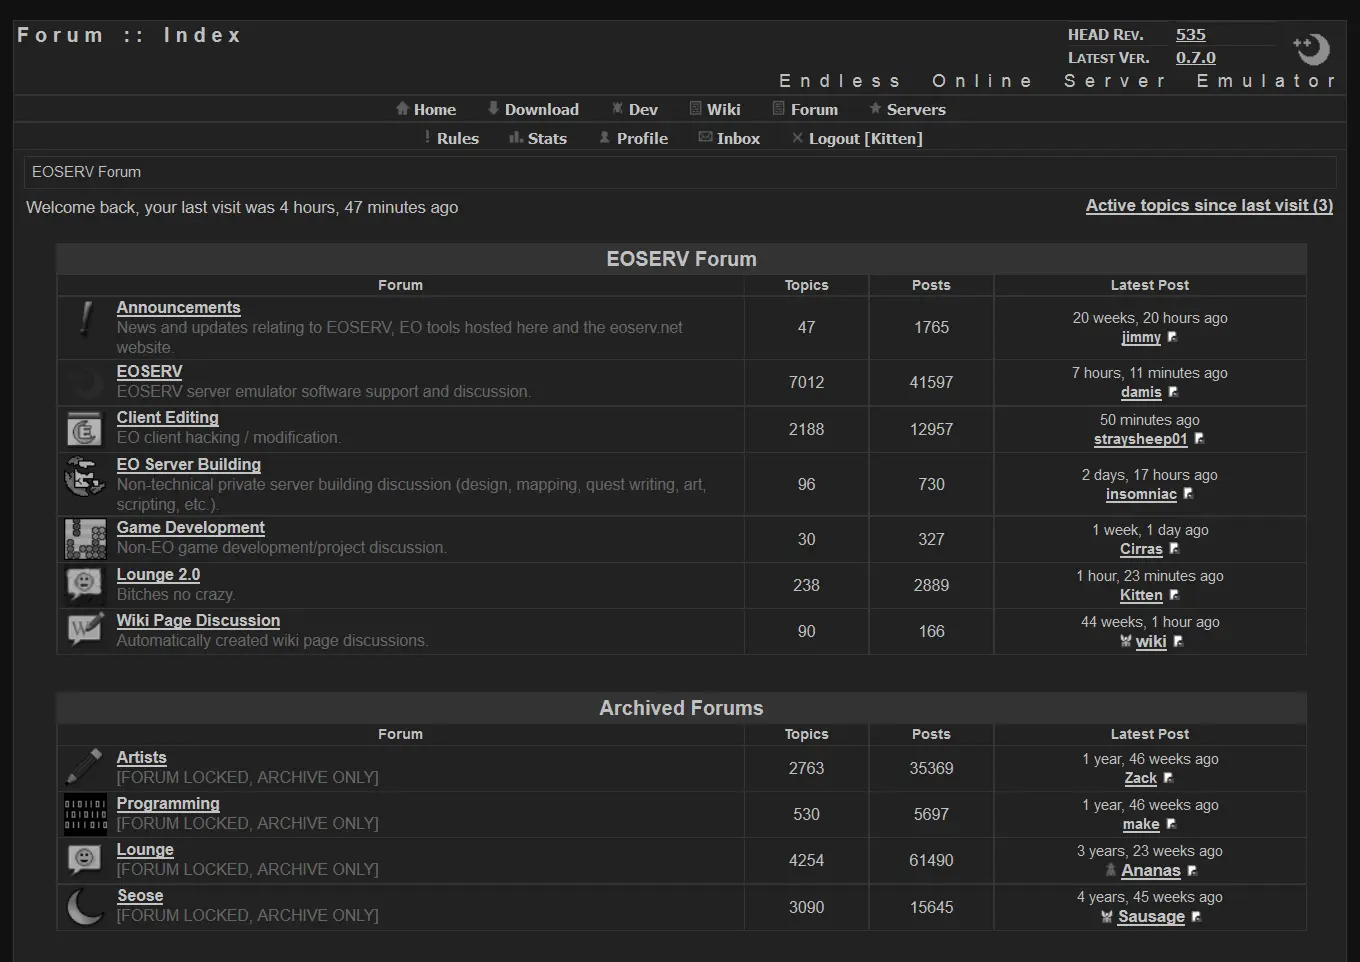 Forum :: Index
HEAD REV. 535
LATEST VER. 0.7.0
Endless Online Server Emulator
Home Download Dev Wiki Forum Servers
Rules Stats Profile Inbox Logout [Kitten]
EOSERV Forum
Welcome back, your last visit was 4 hours, 47 minutes ago
Active topics since last visit (3)
EOSERV Forum
Forum Topics Posts Latest Post
Announcements
News and updates relating to EOSERV, EO tools hosted here and the eoserv.net
website.
47 1765
20 weeks, 20 hours ago
jimmy
EOSERV
EOSERV server emulator software support and discussion.
7012 41597
7 hours, 11 minutes ago
damis
Client Editing
EO client hacking / modification.
2188 12957
50 minutes ago
straysheep01
EO Server Building
Non-technical private server building discussion (design, mapping, quest writing, art,
scripting, etc.).
96 730
2 days, 17 hours ago
insomniac
Game Development
Non-EO game development/project discussion.
30 327
1 week, 1 day ago
Cirras
Lounge 2.0
Bitches no crazy.
238 2889
1 hour, 23 minutes ago
Kitten
Wiki Page Discussion
Automatically created wiki page discussions.
90 166
44 weeks, 1 hour ago
wiki
Archived Forums
Forum Topics Posts Latest Post
Artists
[FORUM LOCKED, ARCHIVE ONLY]
2763 35369
1 year, 46 weeks ago
Zack
Programming
[FORUM LOCKED, ARCHIVE ONLY]
530 5697
1 year, 46 weeks ago
make
Lounge
[FORUM LOCKED, ARCHIVE ONLY]
4254 61490
3 years, 23 weeks ago
Ananas
Seose
[FORUM LOCKED, ARCHIVE ONLY]
3090 15645
4 years, 45 weeks ago
Sausage